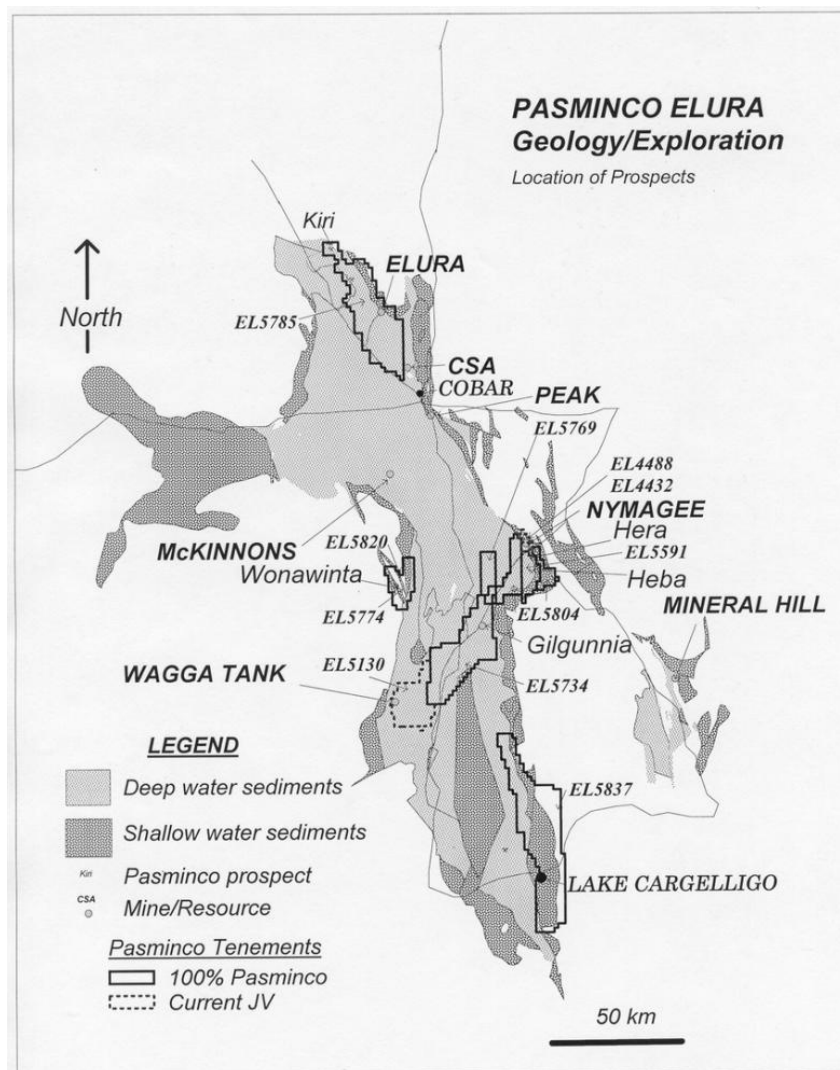 PASMINCO ELURA
Geology/Exploration
Location of Prospects
Kiri
North
ELURA
EL5785
CSA
COBAR
PEAK
EL5769
EL4488
EL4432
NYMAGEE
Hera
EL5591
Heba
McKINNONS
EL5820
Wonawinta
EL5774
EL5804
Gilgunnia
MINERAL HILL
WAGGA TANK
EL5130
EL5734
LEGEND
Deep water sediments
Shallow water sediments
Kiri Pasminco prospect
CSA Mine/Resource
Pasminco Tenements
100% Pasminco
Current JV
EL5837
LAKE CARGELLIGO
50 km